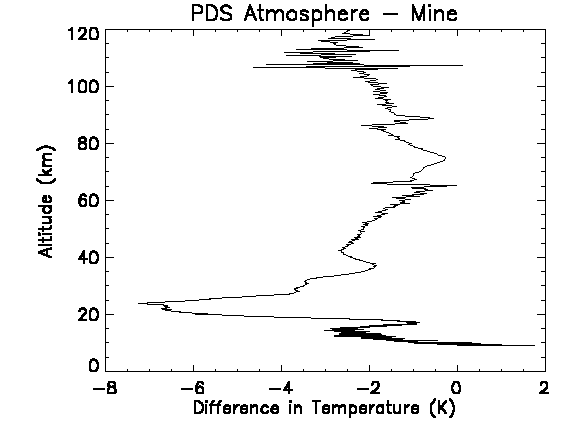 PDS Atmosphere – Mine
120
100
80
60
40
20
0
Altitude (km)
-8 -6 -4 -2 0 2
Difference in Temperature (K)